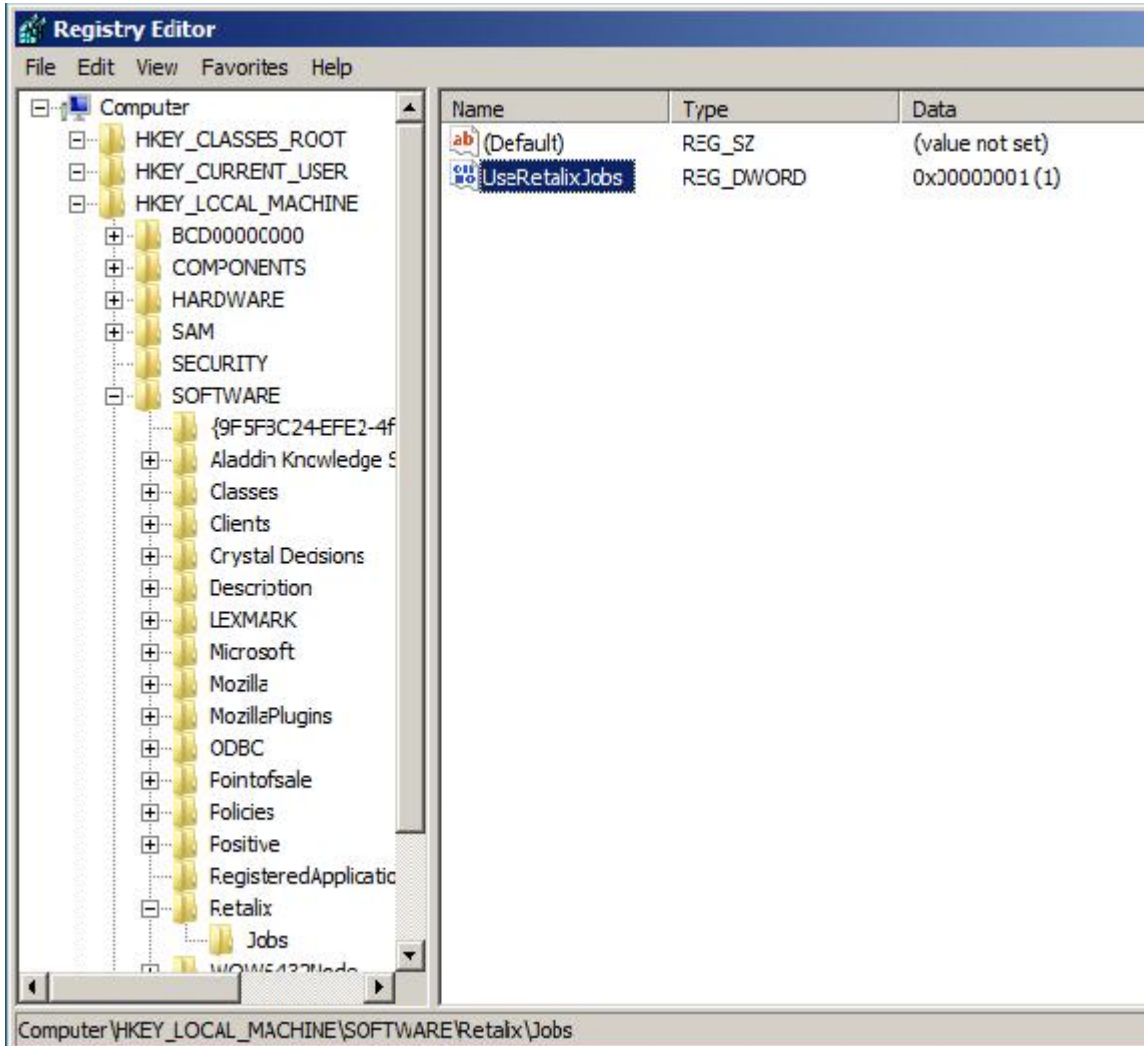 Registry Editor
File Edit View Favorites Help
Computer
HKEY_CLASSES_ROOT
HKEY_CURRENT_USER
HKEY_LOCAL_MACHINE
BCD00000000
COMPONENTS
HARDWARE
SAM
SECURITY
SOFTWARE
{9F5F3C24-EFE2-4f
Aladdin Knowledge S
Classes
Clients
Crystal Decisions
Description
LEXMARK
Microsoft
Mozilla
MozillaPlugins
ODBC
Pointofsale
Policies
Positive
RegisteredApplicatio
Retalix
Jobs
WOW6432Node
Name Type Data
(Default) REG_SZ (value not set)
UseRetalixJobs REG_DWORD 0x00000001 (1)
Computer\HKEY_LOCAL_MACHINE\SOFTWARE\Retalix\Jobs